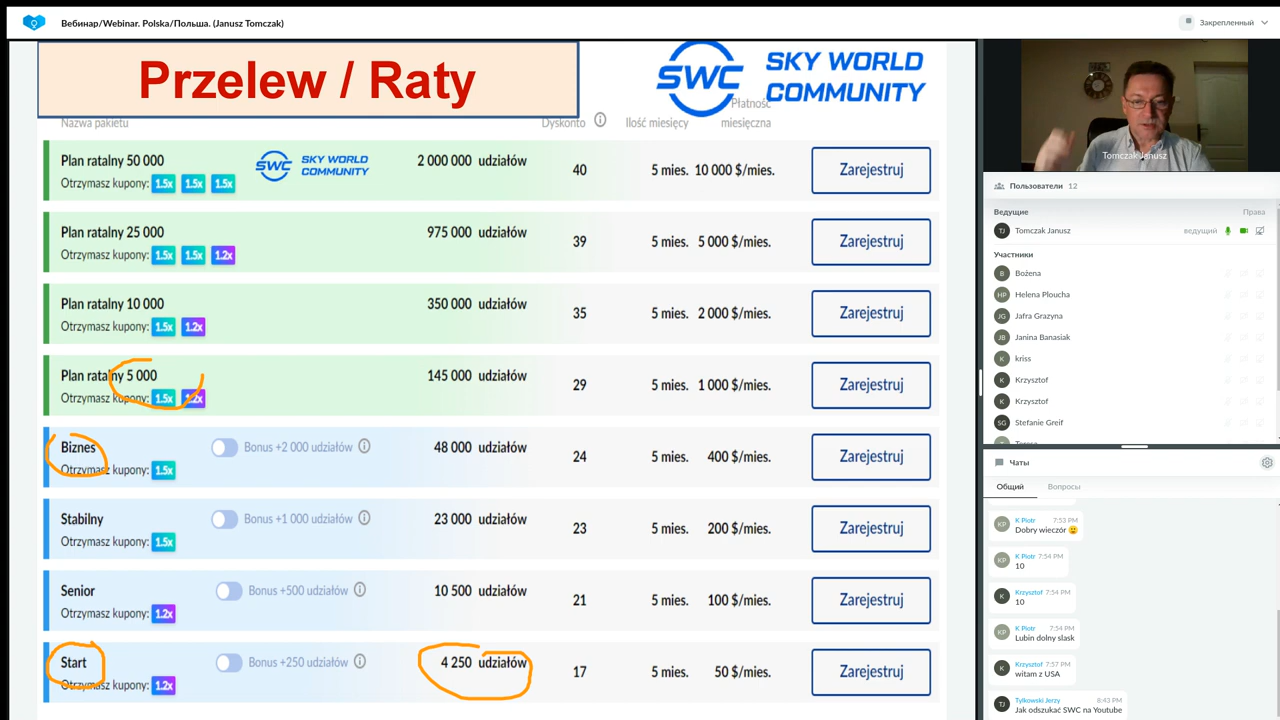 Вебинар/Webinar. Polska/Польша. (Janusz Tomczak)
Закрепленный
Przelew / Raty
SWC
SKY WORLD
COMMUNITY
Nazwa pakietu
Dyskonto
Ilość miesięcy
Płatność
miesięczna
Plan ratalny 50 000
Otrzymasz kupony: 1.5x 1.5x 1.5x
SWC SKY WORLD
COMMUNITY
2 000 000 udziałów
40
5 mies. 10 000 $/mies.
Zarejestruj
Plan ratalny 25 000
Otrzymasz kupony: 1.5x 1.5x 1.2x
975 000 udziałów
39
5 mies. 5 000 $/mies.
Zarejestruj
Plan ratalny 10 000
Otrzymasz kupony: 1.5x 1.2x
350 000 udziałów
35
5 mies. 2 000 $/mies.
Zarejestruj
Plan ratalny 5 000
Otrzymasz kupony: 1.5x 1.2x
145 000 udziałów
29
5 mies. 1 000 $/mies.
Zarejestruj
Biznes
Otrzymasz kupony: 1.5x
Bonus +2 000 udziałów
48 000 udziałów
24
5 mies. 400 $/mies.
Zarejestruj
Stabilny
Otrzymasz kupony: 1.5x
Bonus +1 000 udziałów
23 000 udziałów
23
5 mies. 200 $/mies.
Zarejestruj
Senior
Otrzymasz kupony: 1.2x
Bonus +500 udziałów
10 500 udziałów
21
5 mies. 100 $/mies.
Zarejestruj
Start
Otrzymasz kupony: 1.2x
Bonus +250 udziałów
4 250 udziałów
17
5 mies. 50 $/mies.
Zarejestruj
Tomczak Janusz
Пользователи 12
Ведущие Права
TJ Tomczak Janusz ведущий
Участники
B Bożena
HP Helena Ploucha
JG Jafra Grazyna
JB Janina Banasiak
K kriss
K Krzysztof
K Krzysztof
SG Stefanie Greif
Чаты
Общий Вопросы
KP K Piotr 7:53 PM
Dobry wieczór
KP K Piotr 7:54 PM
10
K Krzysztof 7:54 PM
10
KP K Piotr 7:54 PM
Lubin dolny slask
K Krzysztof 7:57 PM
witam z USA
TJ Tylkowski Jerzy 8:43 PM
Jak odszukać SWC na Youtube